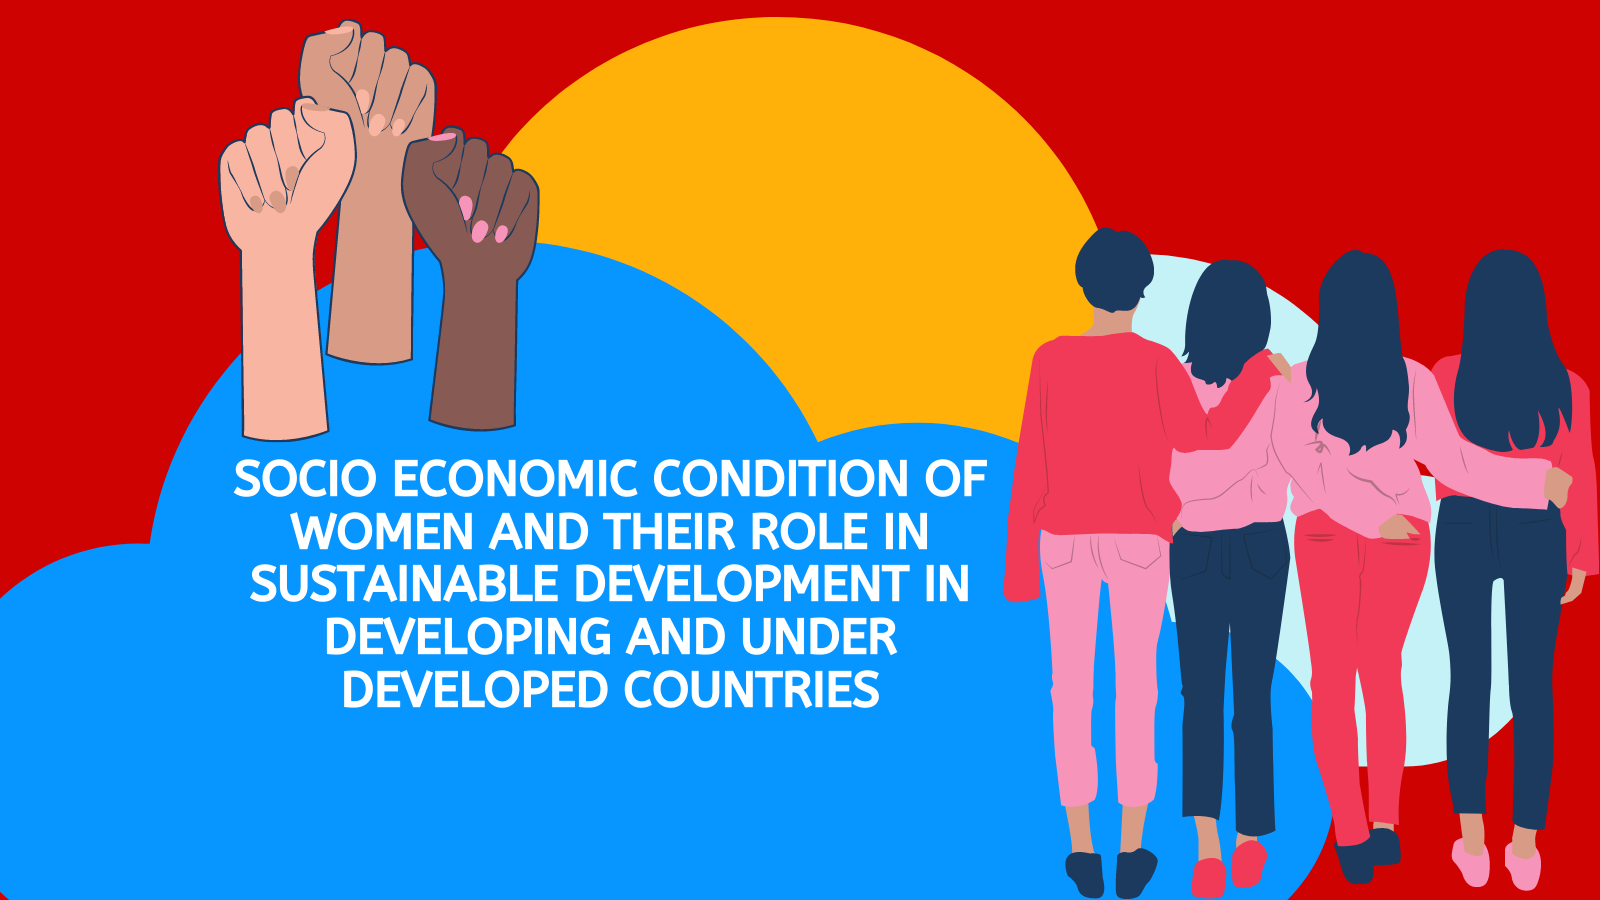 SOCIO ECONOMIC CONDITION OF
WOMEN AND THEIR ROLE IN
SUSTAINABLE DEVELOPMENT IN
DEVELOPING AND UNDER
DEVELOPED COUNTRIES